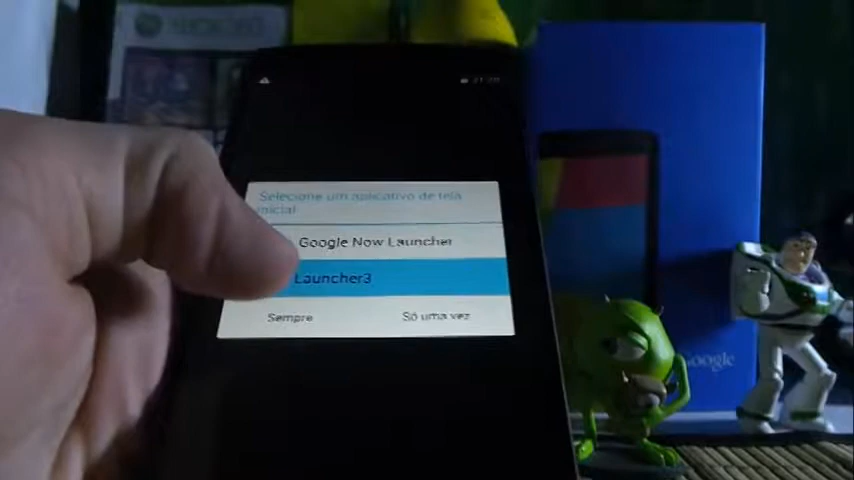 Selecione um aplicativo de tela
inicial
Google Now Launcher
Launcher3
Sempre
Só uma vez
Google